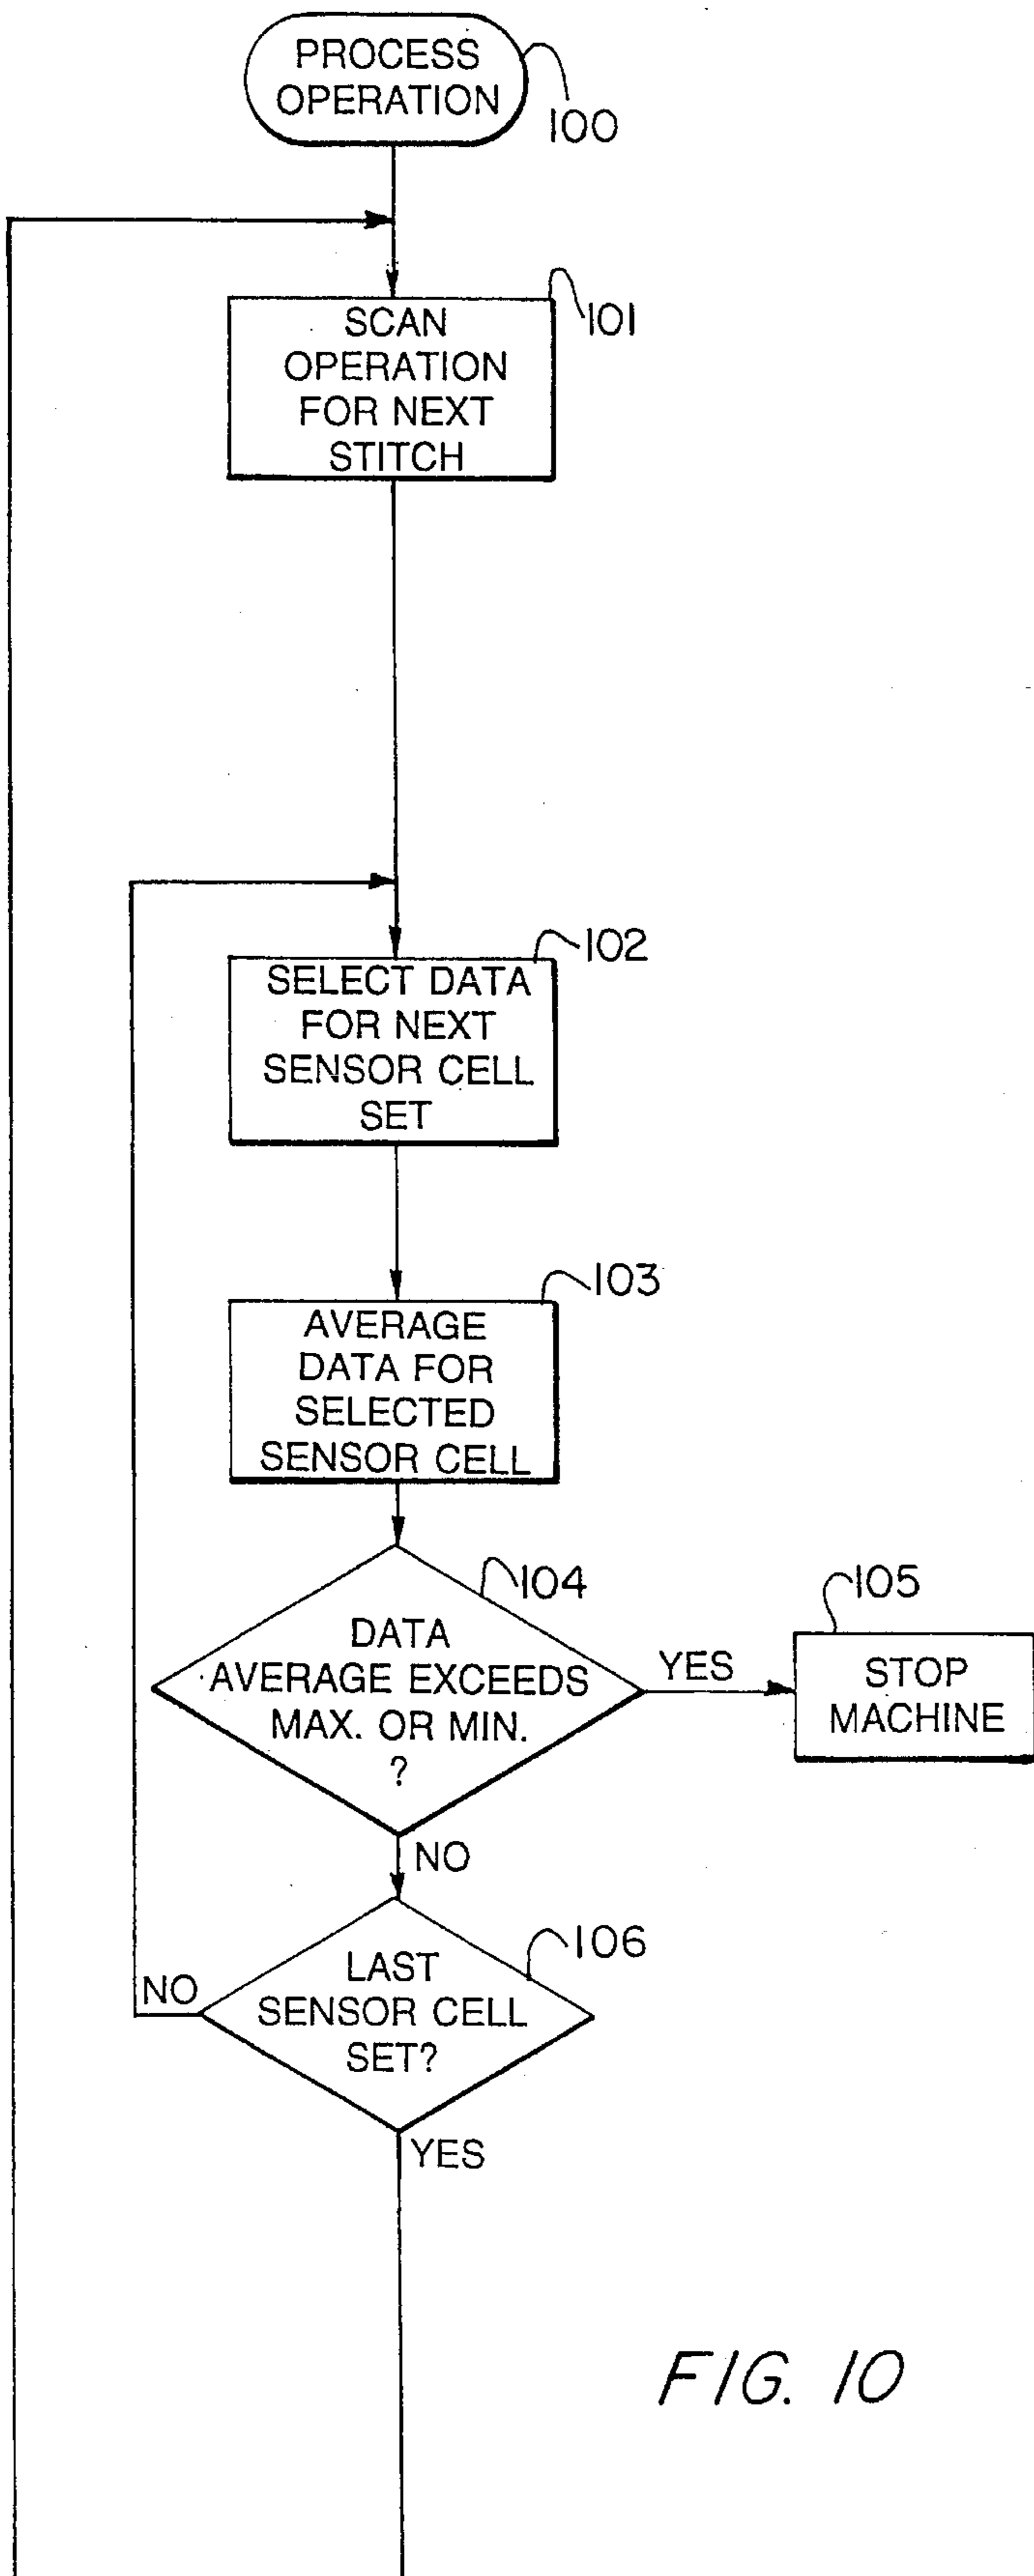 PROCESS
OPERATION
100
101
SCAN
OPERATION
FOR NEXT
STITCH
102
SELECT DATA
FOR NEXT
SENSOR CELL
SET
103
AVERAGE
DATA FOR
SELECTED
SENSOR CELL
104
DATA
AVERAGE EXCEEDS
MAX. OR MIN.
?
YES
105
STOP
MACHINE
NO
106
LAST
SENSOR CELL
SET?
NO
YES
FIG. 10